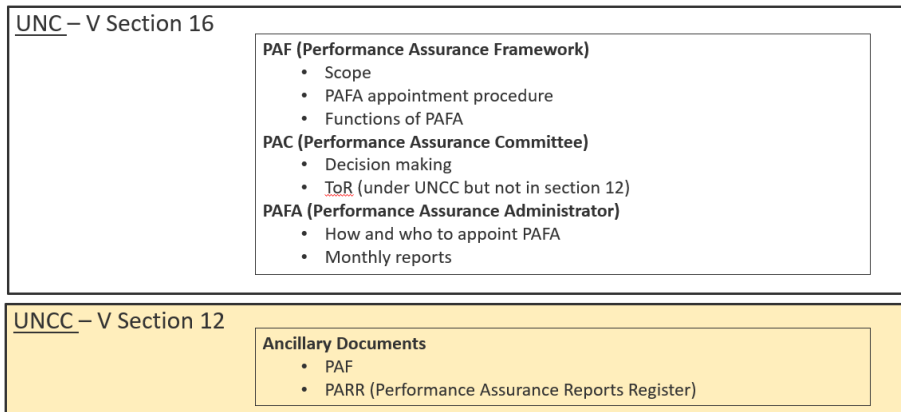 UNC – V Section 16
PAF (Performance Assurance Framework)
• Scope
• PAFA appointment procedure
• Functions of PAFA
PAC (Performance Assurance Committee)
• Decision making
• ToR (under UNCC but not in section 12)
PAFA (Performance Assurance Administrator)
• How and who to appoint PAFA
• Monthly reports
UNCC – V Section 12
Ancillary Documents
• PAF
• PARR (Performance Assurance Reports Register)